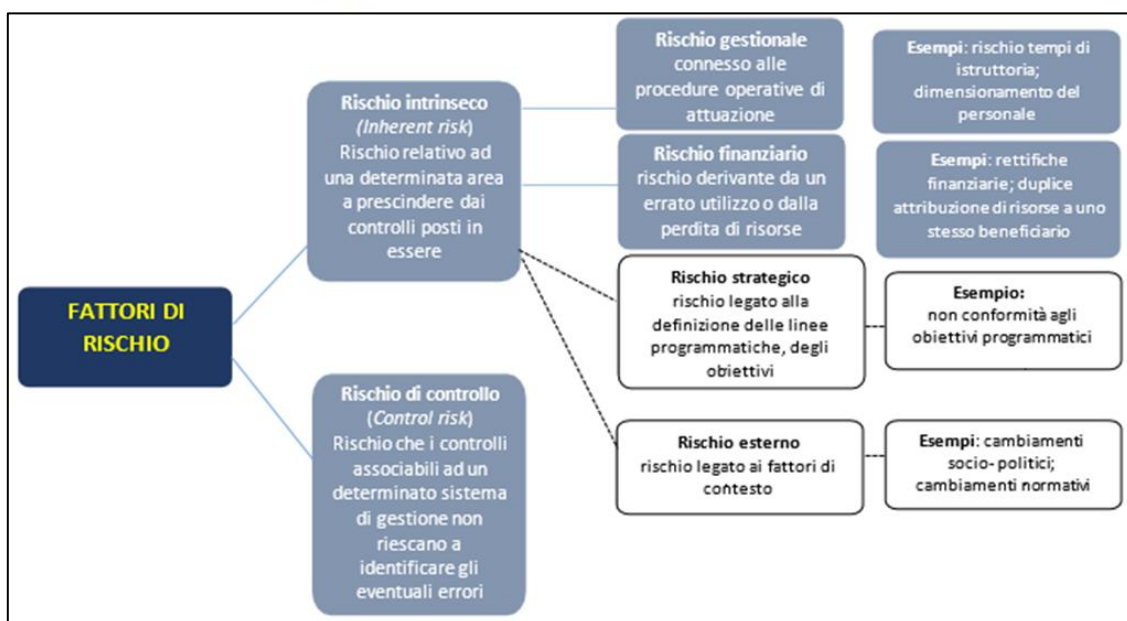 FATTORI DI
RISCHIO
Rischio intrinseco
(Inherent risk)
Rischio relativo ad
una determinata area
a prescindere dai
controlli posti in
essere
Rischio gestionale
connesso alle
procedure operative di
attuazione
Esempi: rischio tempi di
istruttoria;
dimensionamento del
personale
Rischio finanziario
rischio derivante da un
errato utilizzo o dalla
perdita di risorse
Esempi: rettifiche
finanziarie; duplice
attribuzione di risorse a uno
stesso beneficiario
Rischio strategico
rischio legato alla
definizione delle linee
programmatiche, degli
obiettivi
Esempio:
non conformità agli
obiettivi programmatici
Rischio esterno
rischio legato ai fattori di
contesto
Esempi: cambiamenti
socio- politici;
cambiamenti normativi
Rischio di controllo
(Control risk)
Rischio che i controlli
associabili ad un
determinato sistema
di gestione non
riescano a
identificare gli
eventuali errori